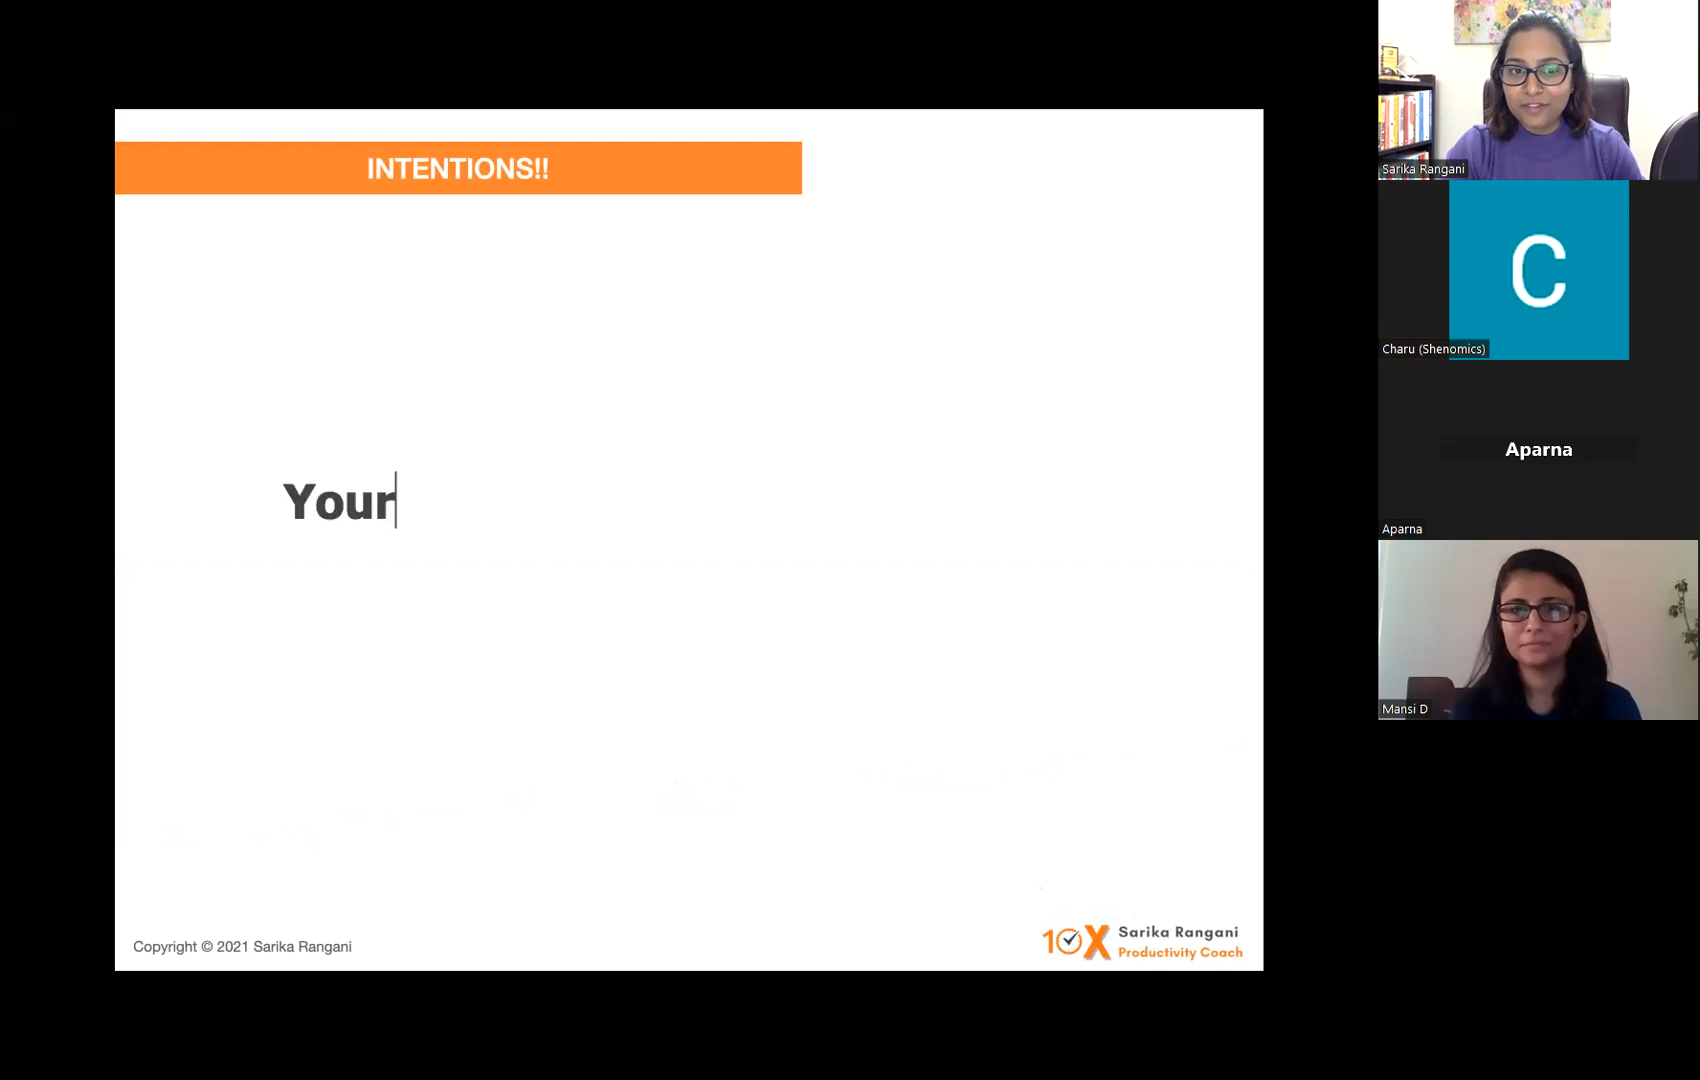 INTENTIONS!!
Your
Copyright © 2021 Sarika Rangani
10X
Sarika Rangani
Productivity Coach
Sarika Rangani
C
Charu (Shenomics)
Aparna
Aparna
Mansi D